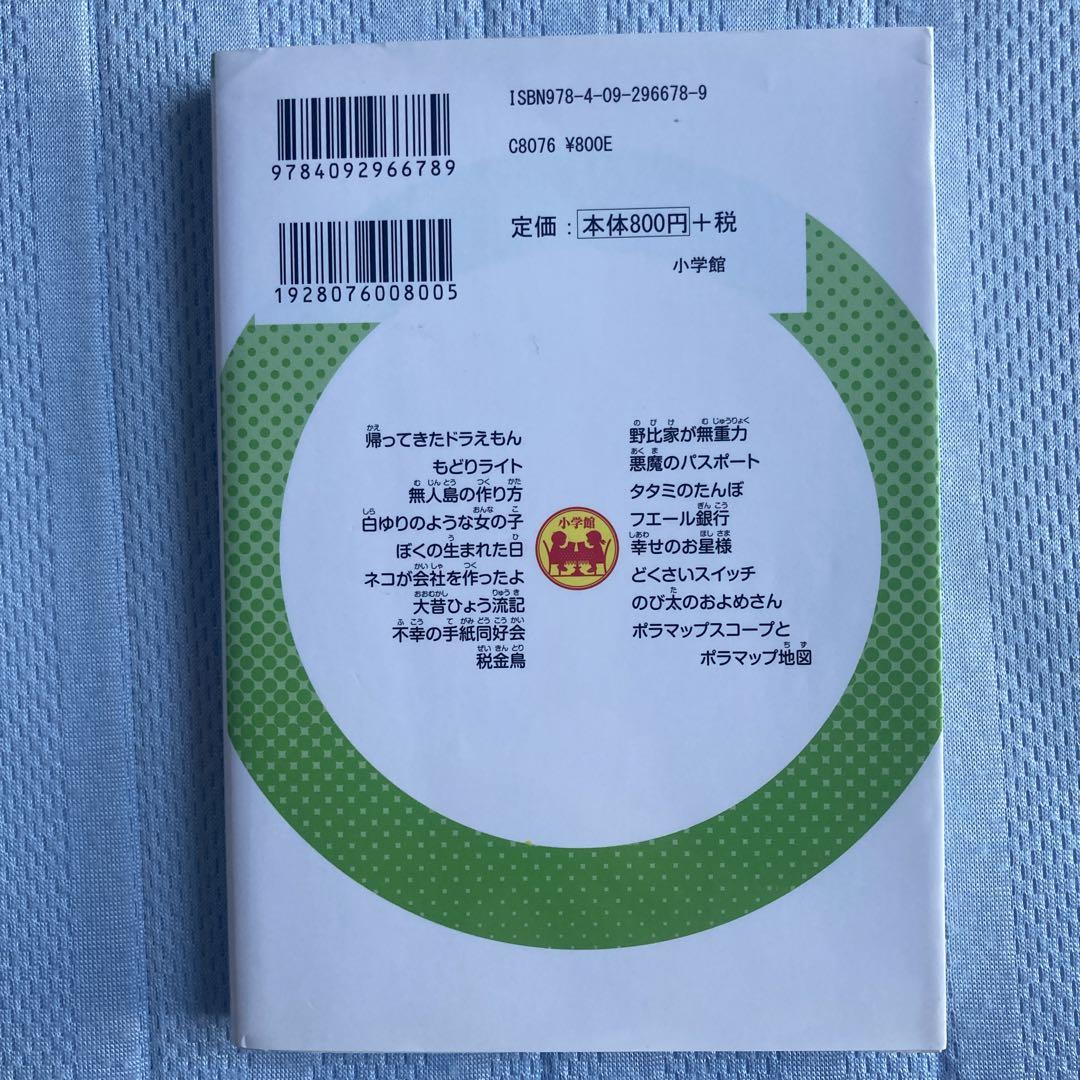 ISBN978-4-09-296678-9
C8076 ¥800E
9784092966789
定価：本体800円＋税
小学館
1928076008005
帰ってきたドラえもん
もどりライト
無人島の作り方
白ゆりのような女の子
ぼくの生まれた日
ネコが会社を作ったよ
大昔ひょう流記
不幸の手紙同好会
税金鳥
小学館
野比家が無重力
悪魔のパスポート
タタミのたんぼ
フエール銀行
幸せのお星様
どくさいスイッチ
のび太のおよめさん
ポラマップスコープと
ポラマップ地図